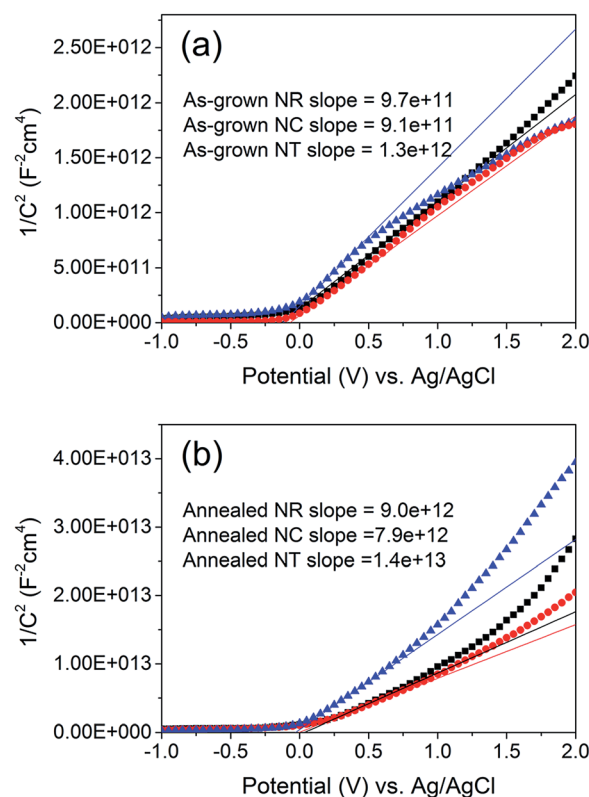 (a)
2.50E+012
2.00E+012
1.50E+012
1.00E+012
5.00E+011
0.00E+000
1/C² (F⁻²cm⁴)
As-grown NR slope = 9.7e+11
As-grown NC slope = 9.1e+11
As-grown NT slope = 1.3e+12
-1.0 -0.5 0.0 0.5 1.0 1.5 2.0
Potential (V) vs. Ag/AgCl
(b)
4.00E+013
3.00E+013
2.00E+013
1.00E+013
0.00E+000
1/C² (F⁻²cm⁴)
Annealed NR slope = 9.0e+12
Annealed NC slope =7.9e+12
Annealed NT slope =1.4e+13
-1.0 -0.5 0.0 0.5 1.0 1.5 2.0
Potential (V) vs. Ag/AgCl